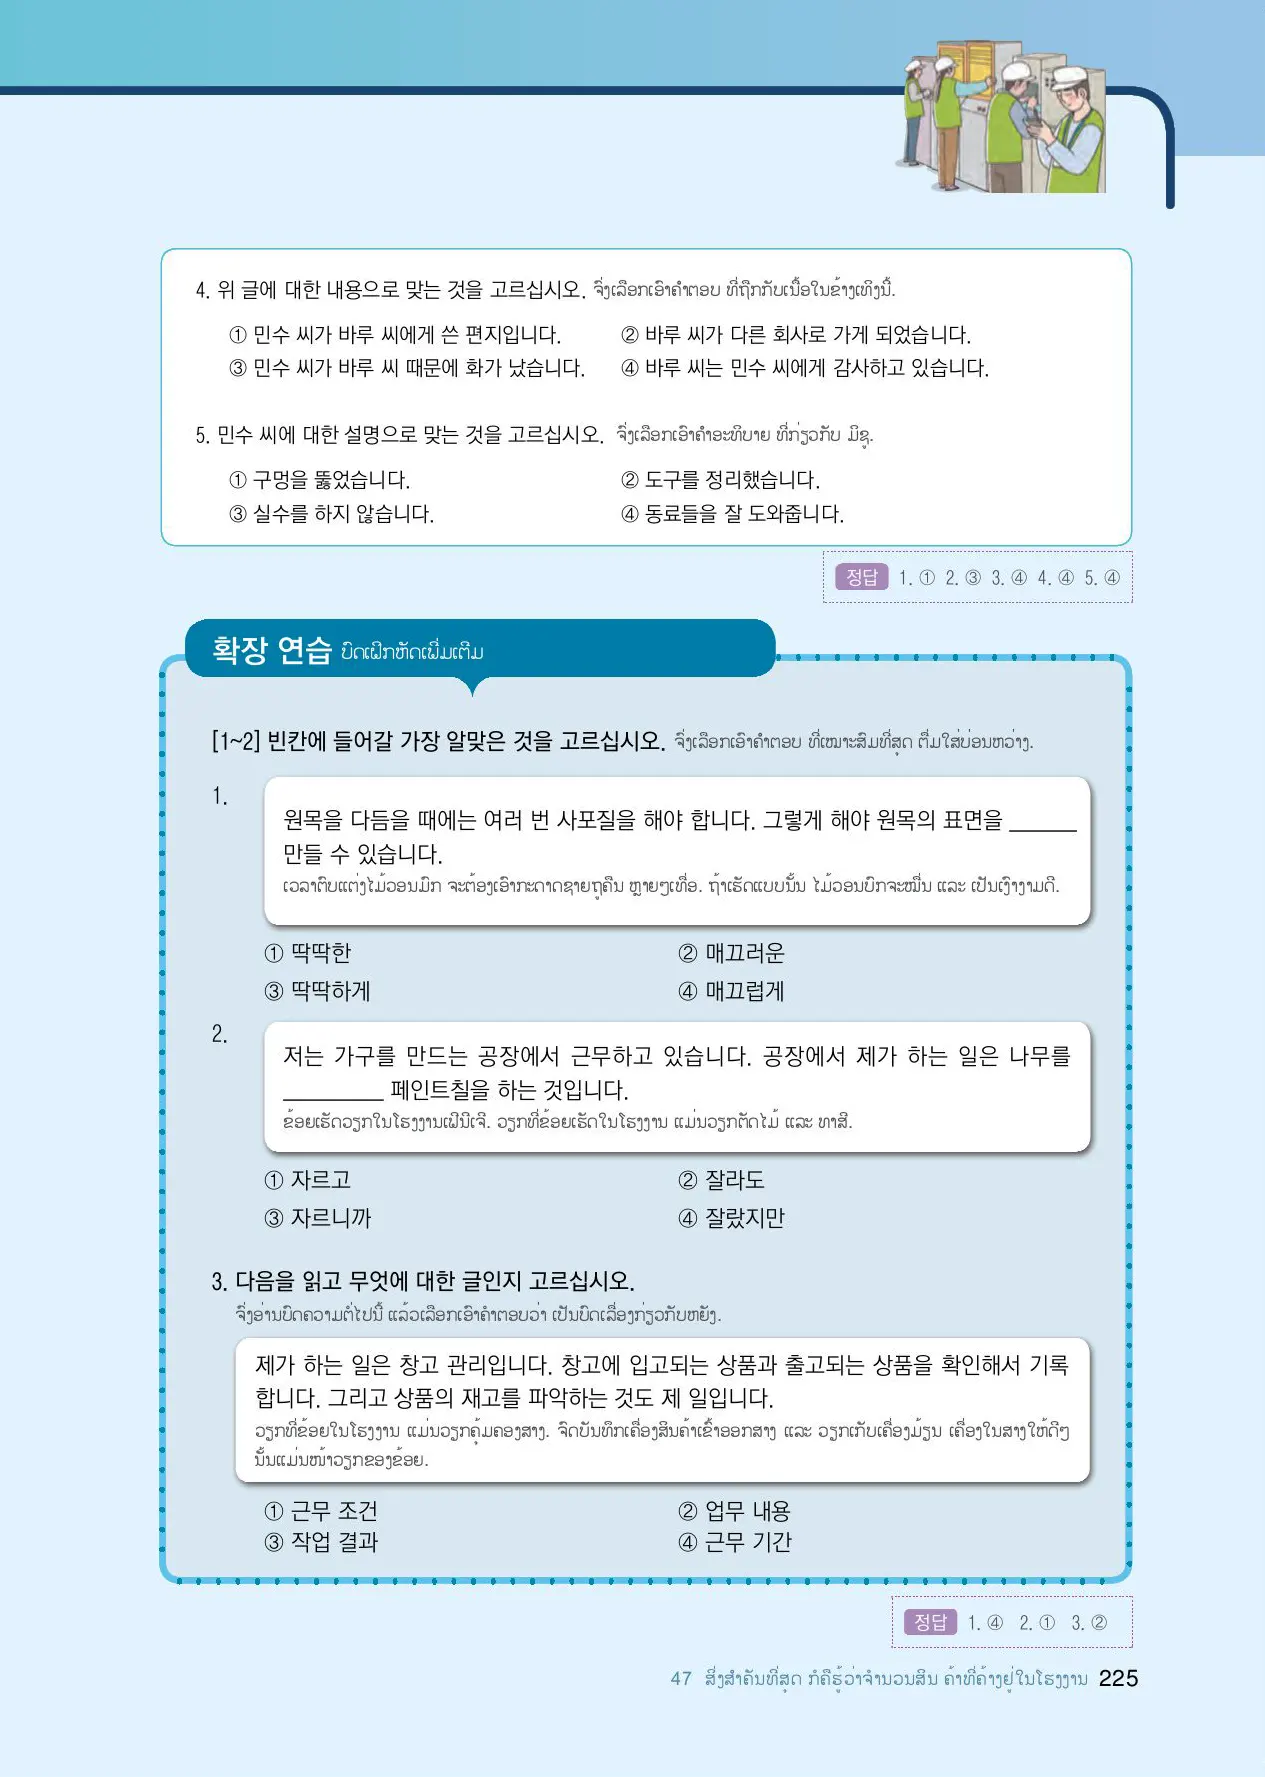 4. 위 글에 대한 내용으로 맞는 것을 고르십시오. ຈົ່ງເລືອກເອົາຄຳຕອບ ທີ່ຖືກກັບເນື້ອໃນຂ້າງເທິງນີ້.
① 민수 씨가 바루 씨에게 쓴 편지입니다. ② 바루 씨가 다른 회사로 가게 되었습니다.
③ 민수 씨가 바루 씨 때문에 화가 났습니다. ④ 바루 씨는 민수 씨에게 감사하고 있습니다.
5. 민수 씨에 대한 설명으로 맞는 것을 고르십시오. ຈົ່ງເລືອກເອົາຄຳອະທິບາຍ ທີ່ກ່ຽວກັບ ມິຊູ.
① 구멍을 뚫었습니다. ② 도구를 정리했습니다.
③ 실수를 하지 않습니다. ④ 동료들을 잘 도와줍니다.
정답 1. ① 2. ③ 3. ④ 4. ④ 5. ④
확장 연습 ບົດເຝິກຫັດເພີ່ມເຕີມ
[1~2] 빈칸에 들어갈 가장 알맞은 것을 고르십시오. ຈົ່ງເລືອກເອົາຄຳຕອບ ທີ່ເໝາະສົມທີ່ສຸດ ຕື່ມໃສ່ບ່ອນຫວ່າງ.
1.
원목을 다듬을 때에는 여러 번 사포질을 해야 합니다. 그렇게 해야 원목의 표면을 ______
만들 수 있습니다.
ເວລາຕົບແຕ່ງໄມ້ວອນມົກ ຈະຕ້ອງເອົາກະດາດຊາຍຖູຄືນ ຫຼາຍໆເທື່ອ. ຖ້າເຮັດແບບນັ້ນ ໄມ້ວອນບົກຈະໝື່ນ ແລະ ເປັນເງົາງາມດີ.
① 딱딱한 ② 매끄러운
③ 딱딱하게 ④ 매끄럽게
2.
저는 가구를 만드는 공장에서 근무하고 있습니다. 공장에서 제가 하는 일은 나무를
_________ 페인트칠을 하는 것입니다.
ຂ້ອຍເຮັດວຽກໃນໂຮງງານເຟີນີເຈີ. ວຽກທີ່ຂ້ອຍເຮັດໃນໂຮງງານ ແມ່ນວຽກຕັດໄມ້ ແລະ ທາສີ.
① 자르고 ② 잘라도
③ 자르니까 ④ 잘랐지만
3. 다음을 읽고 무엇에 대한 글인지 고르십시오.
ຈົ່ງອ່ານບົດຄວາມຕໍ່ໄປນີ້ ແລ້ວເລືອກເອົາຄຳຕອບວ່າ ເປັນບົດເລື່ອງກ່ຽວກັບຫຍັງ.
제가 하는 일은 창고 관리입니다. 창고에 입고되는 상품과 출고되는 상품을 확인해서 기록
합니다. 그리고 상품의 재고를 파악하는 것도 제 일입니다.
ວຽກທີ່ຂ້ອຍໃນໂຮງງານ ແມ່ນວຽກຄຸ້ມຄອງສາງ. ຈົດບັນທຶກເຄື່ອງສິນຄ້າເຂົ້າອອກສາງ ແລະ ວຽກເກັບເຄື່ອງມ້ຽນ ເຄື່ອງໃນສາງໃຫ້ດີໆ
ນັ້ນແມ່ນໜ້າວຽກຂອງຂ້ອຍ.
① 근무 조건 ② 업무 내용
③ 작업 결과 ④ 근무 기간
정답 1. ④ 2. ① 3. ②
47 ສິ່ງສຳຄັນທີ່ສຸດ ກໍຄືຮູ້ວ່າຈຳນວນສິນ ຄ້າທີ່ຄ້າງຢູ່ໃນໂຮງງານ 225